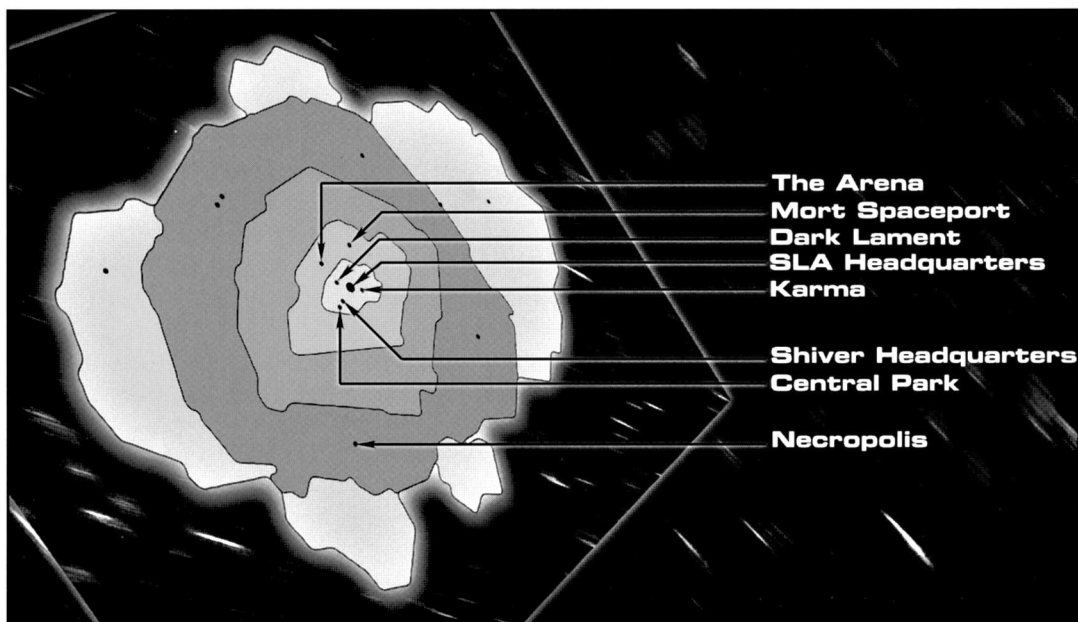 The Arena
Mort Spaceport
Dark Lament
SLA Headquarters
Karma
Shiver Headquarters
Central Park
Necropolis